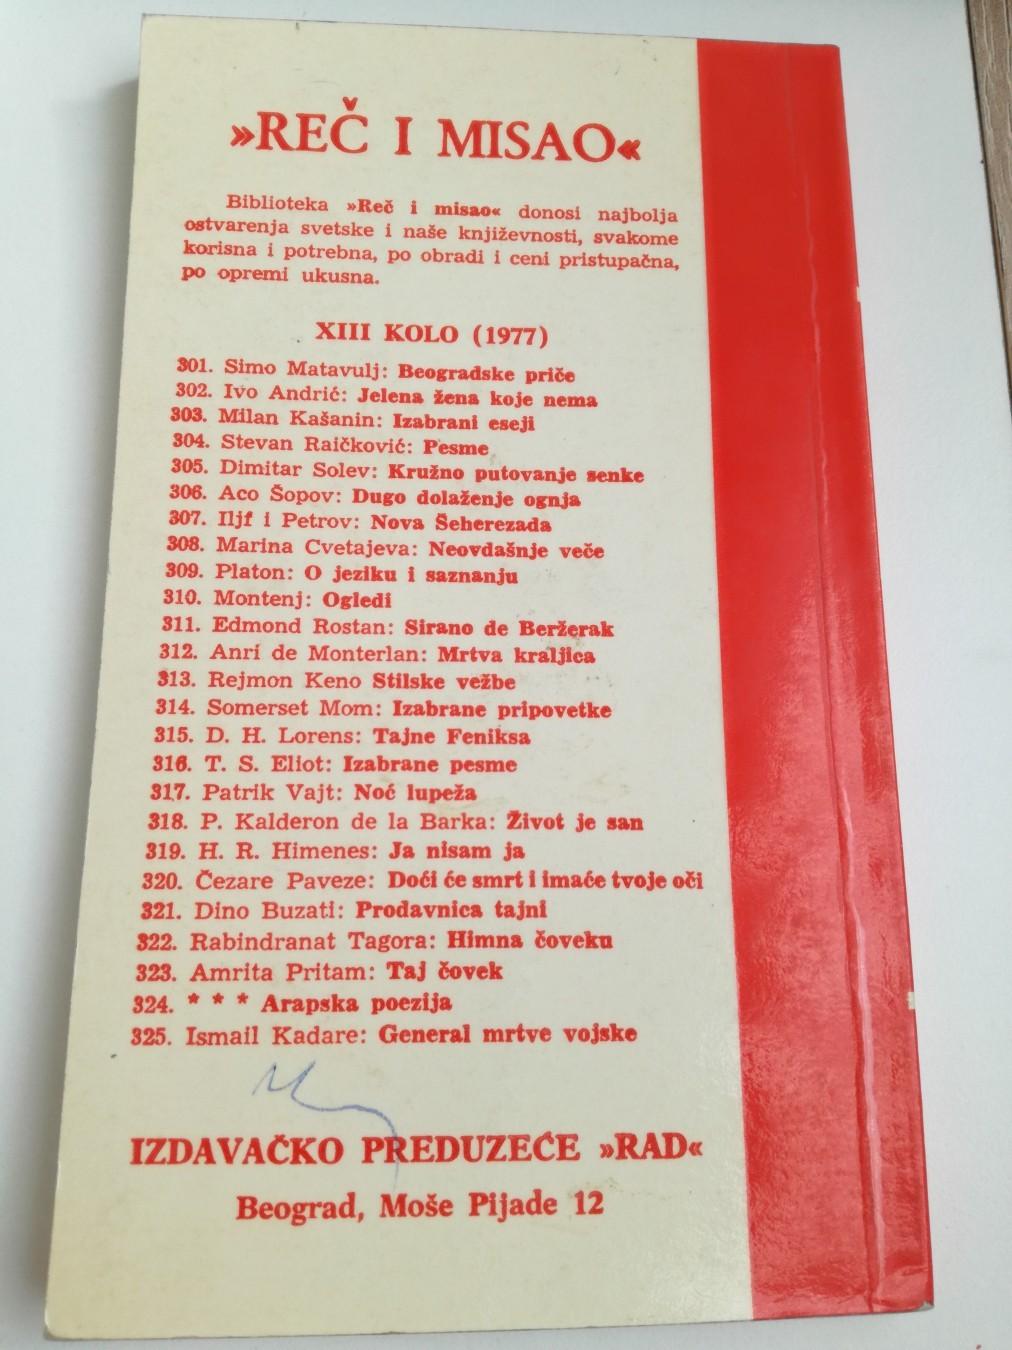 »REČ I MISAO«
Biblioteka »Reč i misao« donosi najbolja
ostvarenja svetske i naše književnosti, svakome
korisna i potrebna, po obradi i ceni pristupačna,
po opremi ukusna.
XIII KOLO (1977)
301. Simo Matavulj: Beogradske priče
302. Ivo Andrić: Jelena žena koje nema
303. Milan Kašanin: Izabrani eseji
304. Stevan Raičković: Pesme
305. Dimitar Solev: Kružno putovanje senke
306. Aco Šopov: Dugo dolaženje ognja
307. Iljf i Petrov: Nova Šeherezada
308. Marina Cvetajeva: Neovdašnje veče
309. Platon: O jeziku i saznanju
310. Montenj: Ogledi
311. Edmond Rostan: Sirano de Beržerak
312. Anri de Monterlan: Mrtva kraljica
313. Rejmon Keno Stilske vežbe
314. Somerset Mom: Izabrane pripovetke
315. D. H. Lorens: Tajne Feniksa
316. T. S. Eliot: Izabrane pesme
317. Patrik Vajt: Noć lupeža
318. P. Kalderon de la Barka: Život je san
319. H. R. Himenes: Ja nisam ja
320. Čezare Paveze: Doći će smrt i imaće tvoje oči
321. Dino Buzati: Prodavnica tajni
322. Rabindranat Tagora: Himna čoveku
323. Amrita Pritam: Taj čovek
324. * * * Arapska poezija
325. Ismail Kadare: General mrtve vojske
IZDAVAČKO PREDUZEĆE »RAD«
Beograd, Moše Pijade 12